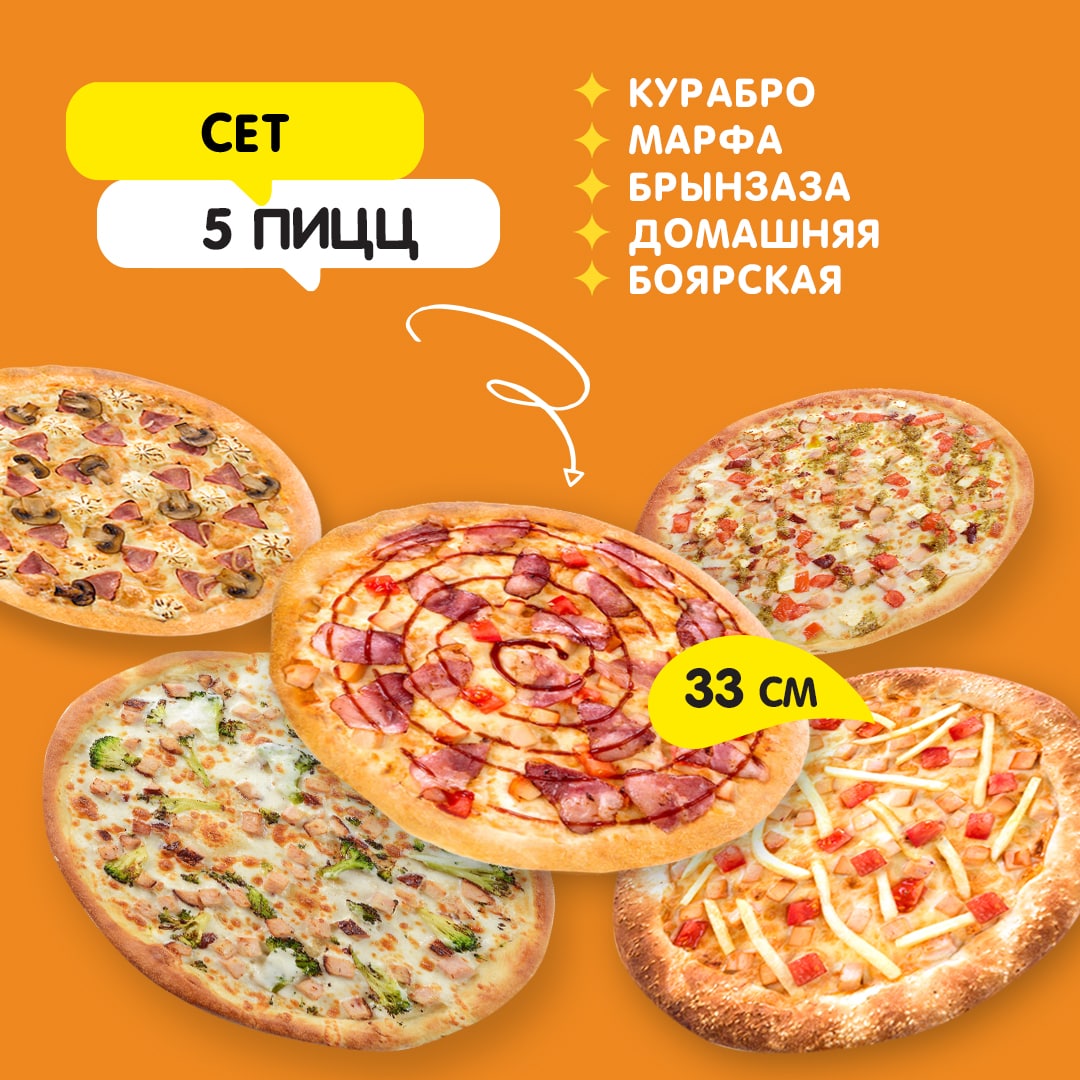 СЕТ
5 ПИЦЦ
КУРАБРО
МАРФА
БРЫНЗАЗА
ДОМАШНЯЯ
БОЯРСКАЯ
33 СМ